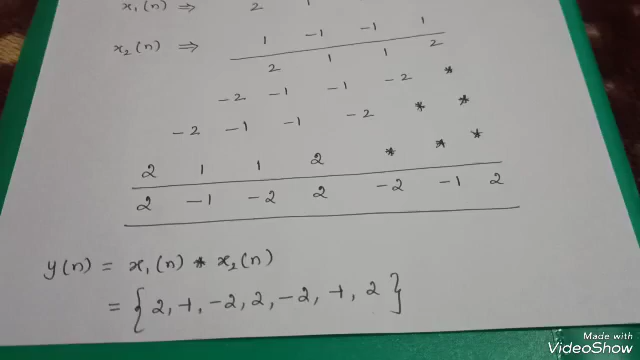 x₁(n) ⇒ 2 1
x₂(n) ⇒ 1 -1 -1 1
2 1 1 2
-2 -1 -1 -2 *
-2 -1 -1 -2 * *
2 1 1 2 * * *
2 -1 -2 2 -2 -1 2
y(n) = x₁(n) * x₂(n)
= { 2, -1, -2, 2, -2, -1, 2 }
Made with
VideoShow